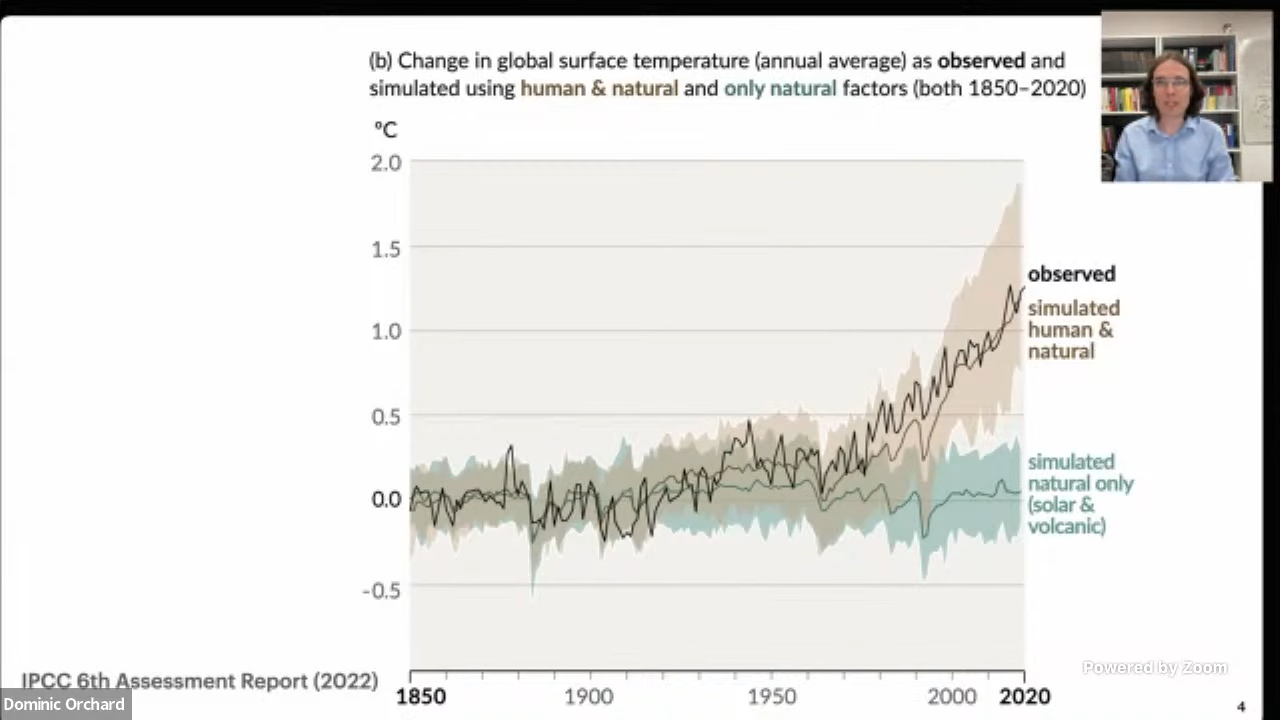 (b) Change in global surface temperature (annual average) as observed and
simulated using human & natural and only natural factors (both 1850–2020)
ºC
2.0
1.5
1.0
0.5
0.0
-0.5
observed
simulated
human &
natural
simulated
natural only
(solar &
volcanic)
1850
1900
1950
2000
2020
IPCC 6th Assessment Report (2022)
Dominic Orchard
Powered by Zoom
4